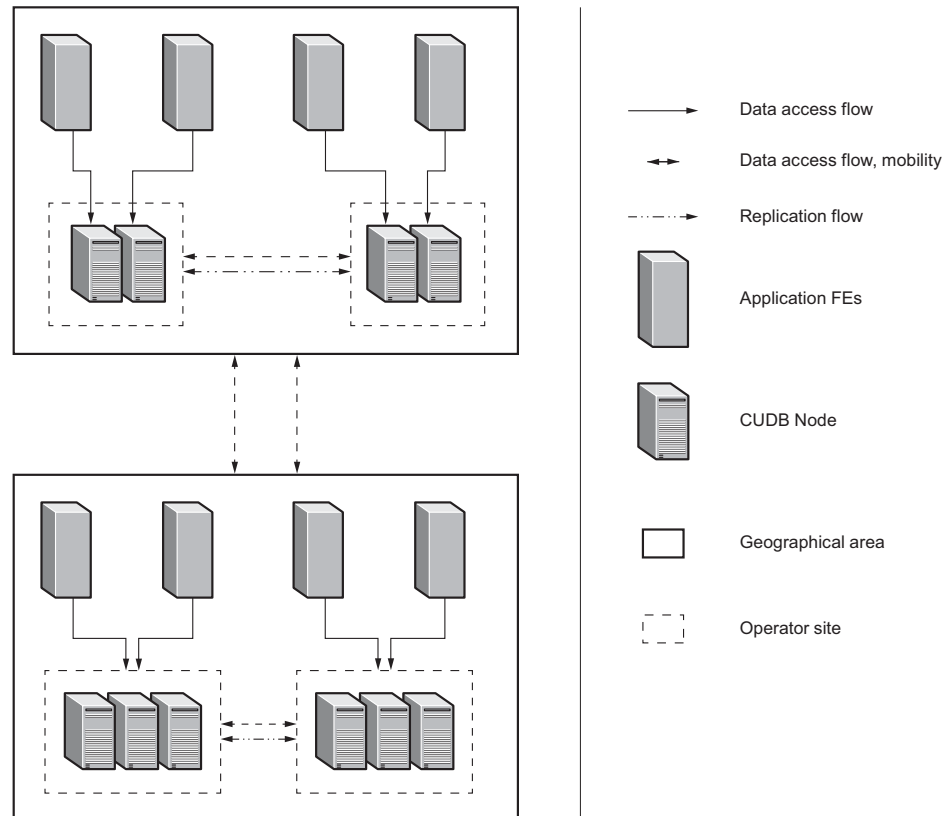 Data access flow
Data access flow, mobility
Replication flow
Application FEs
CUDB Node
Geographical area
Operator site